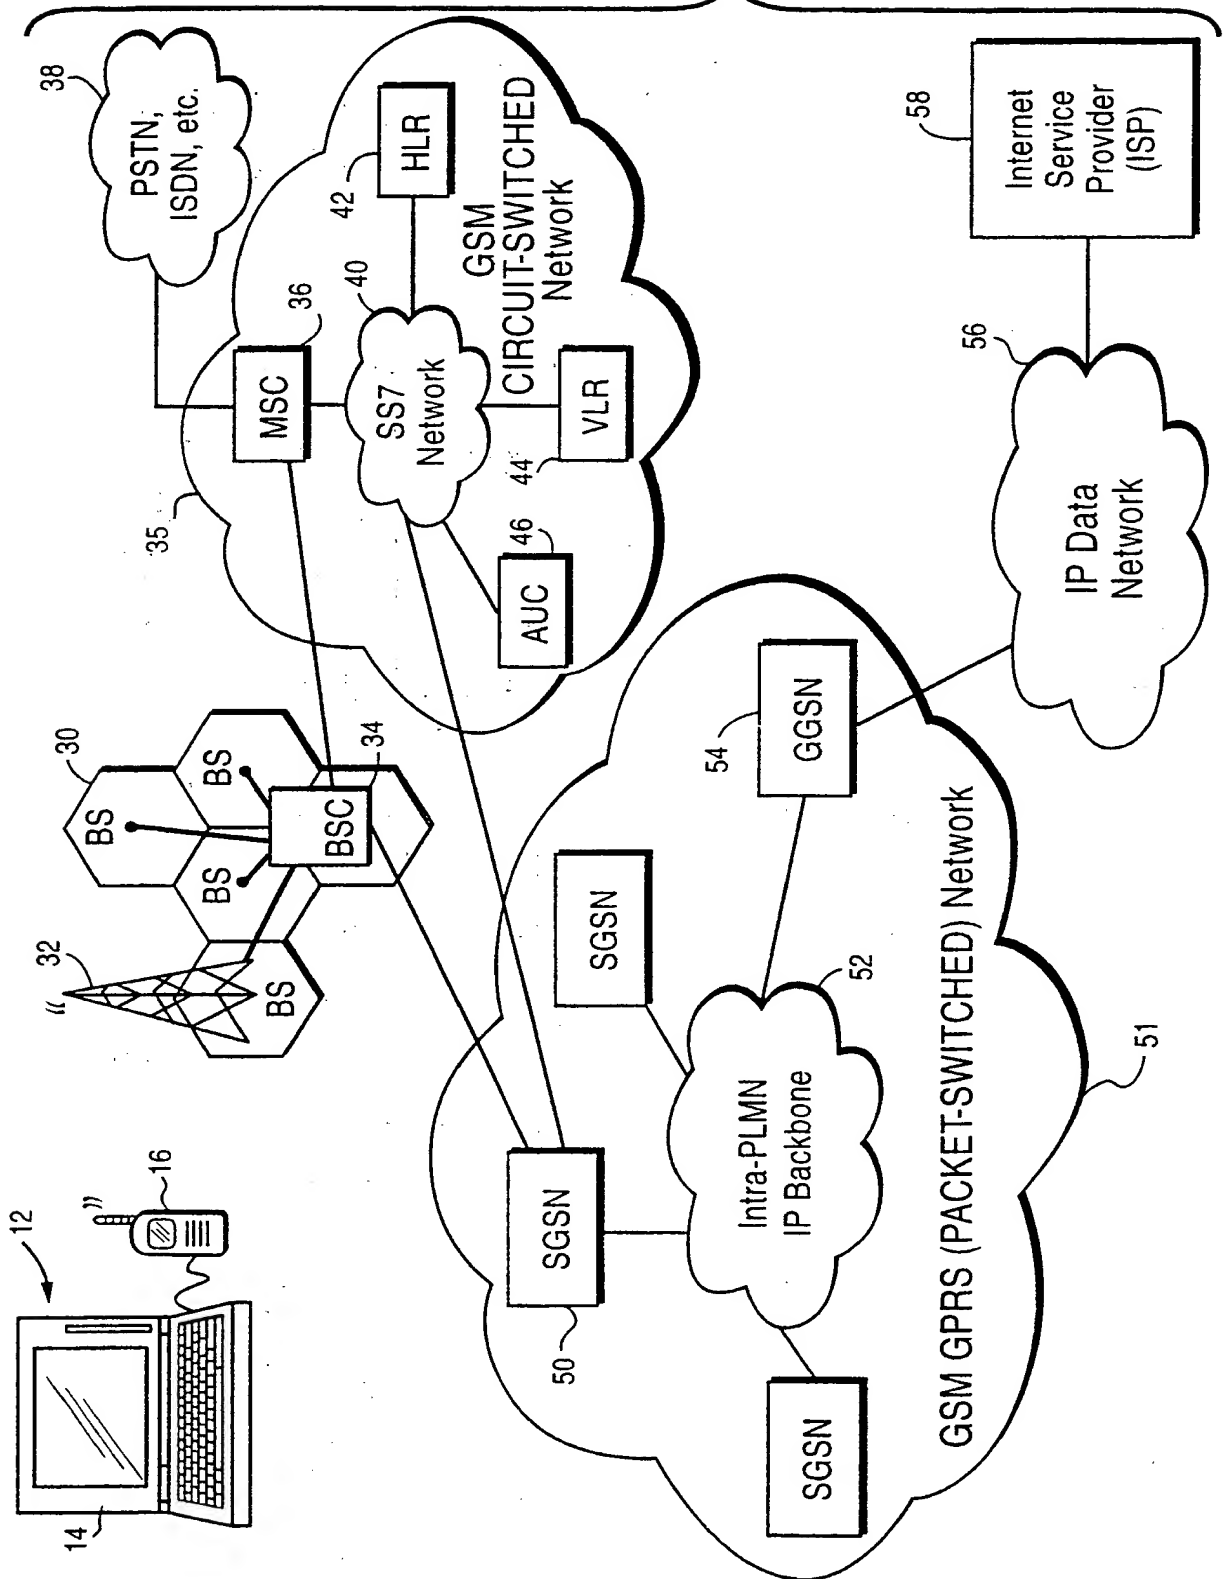 12
14
16
((
))
32
30
BS
BS
BS
BS
BSC
34
35
38
PSTN,
ISDN, etc.
MSC
36
40
SS7
Network
42
HLR
GSM
CIRCUIT-SWITCHED
Network
44
VLR
46
AUC
50
SGSN
SGSN
SGSN
Intra-PLMN
IP Backbone
52
54
GGSN
GSM GPRS (PACKET-SWITCHED) Network
51
56
IP Data
Network
58
Internet
Service
Provider
(ISP)